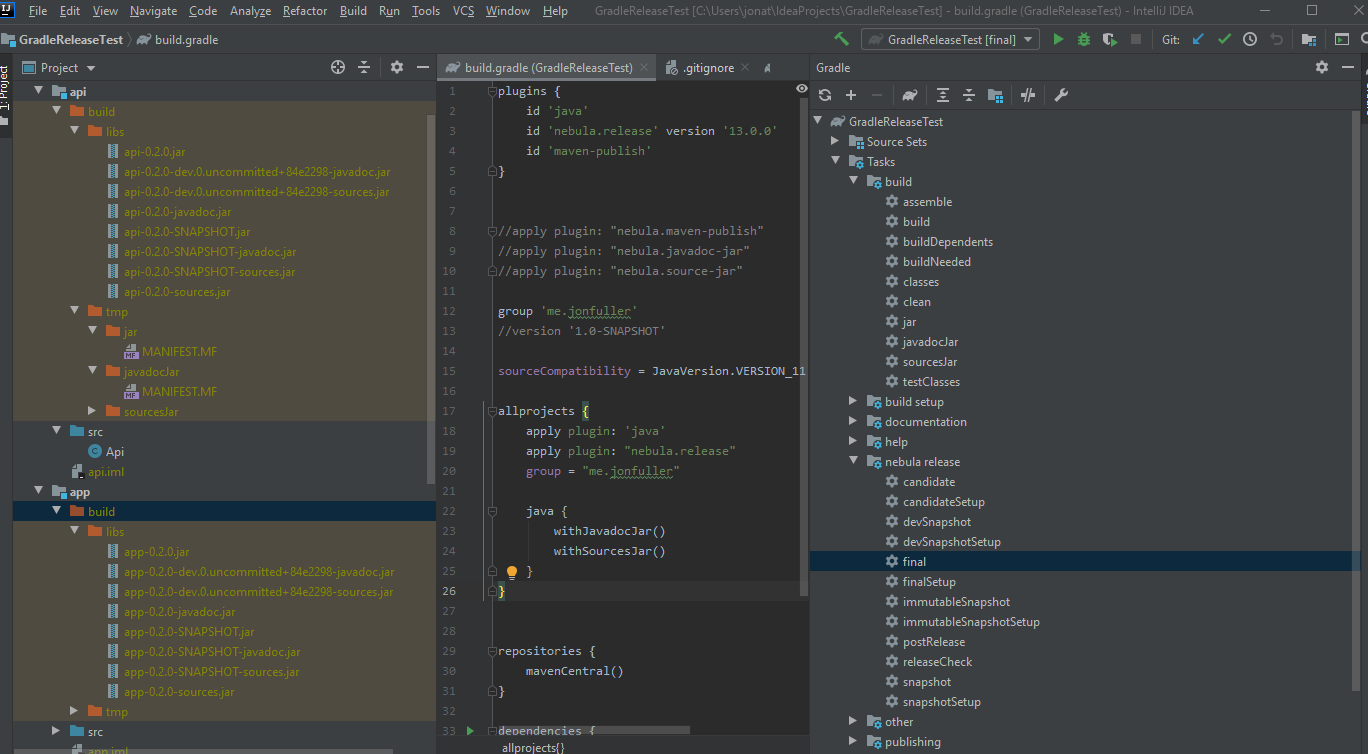 File Edit View Navigate Code Analyze Refactor Build Run Tools VCS Window Help GradleReleaseTest [C:\Users\jonat\IdeaProjects\GradleReleaseTest] - build.gradle (GradleReleaseTest) - IntelliJ IDEA
GradleReleaseTest build.gradle
GradleReleaseTest [final]
Git:
1: Project
Project
api
build
libs
api-0.2.0.jar
api-0.2.0-dev.0.uncommitted+84e2298-javadoc.jar
api-0.2.0-dev.0.uncommitted+84e2298-sources.jar
api-0.2.0-javadoc.jar
api-0.2.0-SNAPSHOT.jar
api-0.2.0-SNAPSHOT-javadoc.jar
api-0.2.0-SNAPSHOT-sources.jar
api-0.2.0-sources.jar
tmp
jar
MANIFEST.MF
javadocJar
MANIFEST.MF
sourcesJar
src
Api
api.iml
app
build
libs
app-0.2.0.jar
app-0.2.0-dev.0.uncommitted+84e2298-javadoc.jar
app-0.2.0-dev.0.uncommitted+84e2298-sources.jar
app-0.2.0-javadoc.jar
app-0.2.0-SNAPSHOT.jar
app-0.2.0-SNAPSHOT-javadoc.jar
app-0.2.0-SNAPSHOT-sources.jar
app-0.2.0-sources.jar
tmp
src
app.iml
build.gradle (GradleReleaseTest) .gitignore
1 plugins {
2 id 'java'
3 id 'nebula.release' version '13.0.0'
4 id 'maven-publish'
5 }
6
7
8 //apply plugin: "nebula.maven-publish"
9 //apply plugin: "nebula.javadoc-jar"
10 //apply plugin: "nebula.source-jar"
11
12 group 'me.jonfuller'
13 //version '1.0-SNAPSHOT'
14
15 sourceCompatibility = JavaVersion.VERSION_11
16
17 allprojects {
18 apply plugin: 'java'
19 apply plugin: "nebula.release"
20 group = "me.jonfuller"
21
22 java {
23 withJavadocJar()
24 withSourcesJar()
25 }
26 }
27
28
29 repositories {
30 mavenCentral()
31 }
32
33 dependencies {
allprojects{}
Gradle
GradleReleaseTest
Source Sets
Tasks
build
assemble
build
buildDependents
buildNeeded
classes
clean
jar
javadocJar
sourcesJar
testClasses
build setup
documentation
help
nebula release
candidate
candidateSetup
devSnapshot
devSnapshotSetup
final
finalSetup
immutableSnapshot
immutableSnapshotSetup
postRelease
releaseCheck
snapshot
snapshotSetup
other
publishing